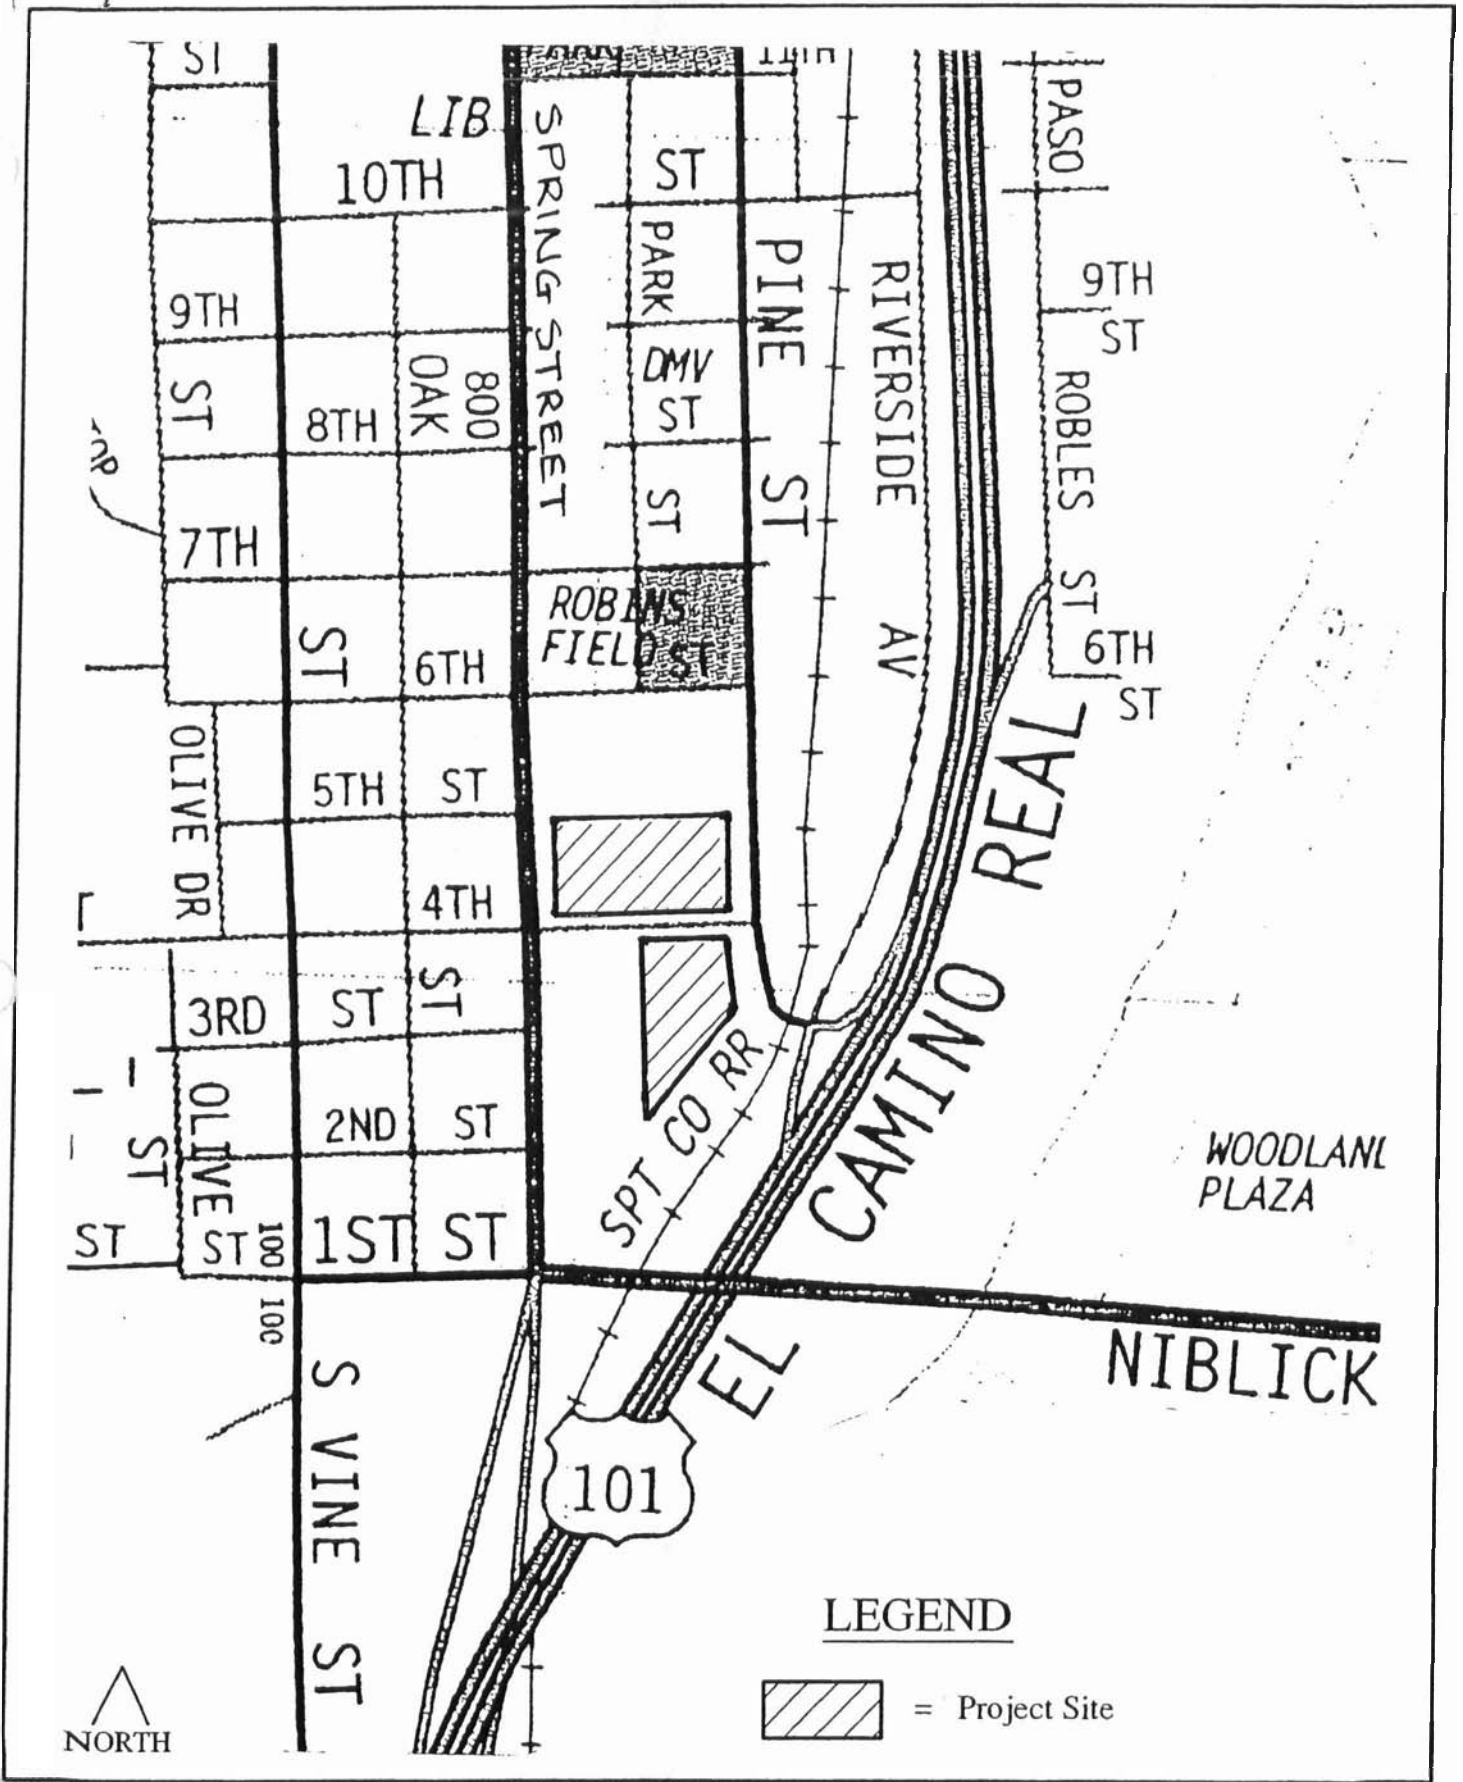 ST
11TH
LIB
10TH
ST
SPRING STREET
PASO
PARK
PINE
RIVERSIDE
9TH
9TH
ST
ST
OAK
800
DMV
ST
ROBLES
8TH
7TH
ST
ST
ROBINS
FIELD ST
ST
6TH
AV
ST
6TH
ST
OLIVE DR
5TH
ST
4TH
EL CAMINO REAL
3RD
ST
ST
SPT CO RR
OLIVE
ST
2ND
ST
WOODLAND
PLAZA
ST
ST
100
1ST
ST
100
NIBLICK
S VINE ST
101
LEGEND
= Project Site
NORTH